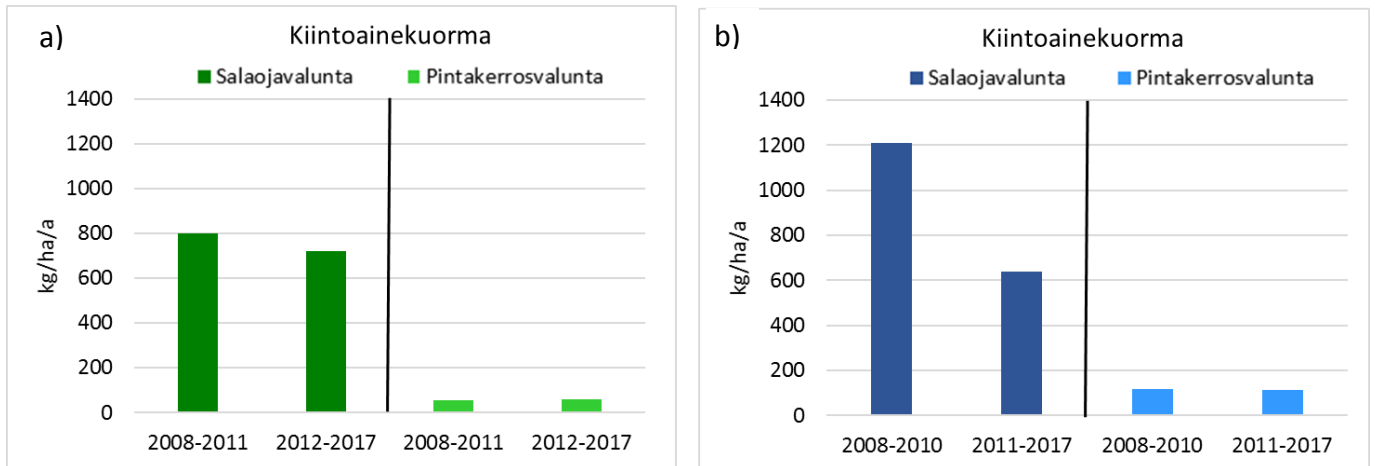 a)
Kiintoainekuorma
Salaojavalunta Pintakerrosvalunta
1400
1200
1000
800
600
400
200
0
kg/ha/a
2008-2011 2012-2017 2008-2011 2012-2017
b)
Kiintoainekuorma
Salaojavalunta Pintakerrosvalunta
1400
1200
1000
800
600
400
200
0
kg/ha/a
2008-2010 2011-2017 2008-2010 2011-2017